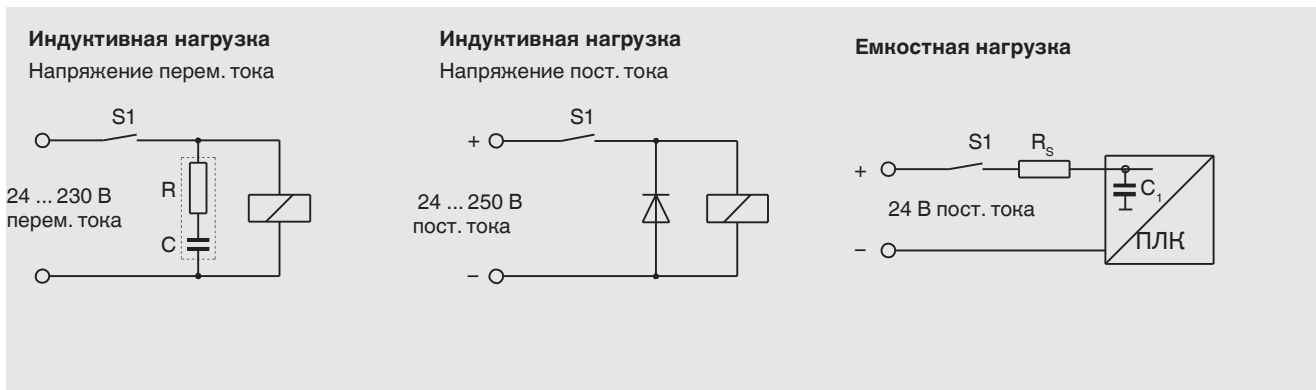 Индуктивная нагрузка
Напряжение перем. тока
S1
R
C
24 ... 230 В
перем. тока
Индуктивная нагрузка
Напряжение пост. тока
+
S1
24 ... 250 В
пост. тока
–
Емкостная нагрузка
S1
Rs
+
C1
24 В пост. тока
ПЛК
–